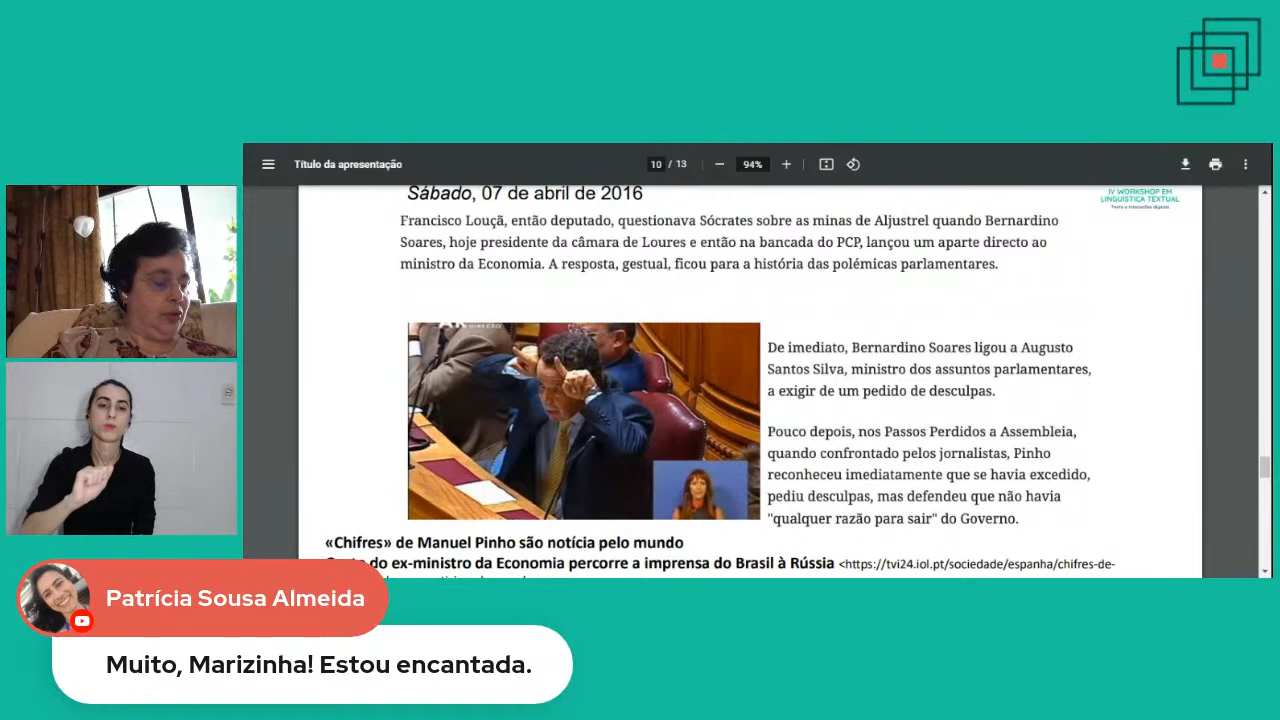 Título da apresentação
10 / 13
94%
Sábado, 07 de abril de 2016
IV WORKSHOP EM
LINGUÍSTICA TEXTUAL
Texto e interações digitais
Francisco Louçã, então deputado, questionava Sócrates sobre as minas de Aljustrel quando Bernardino
Soares, hoje presidente da câmara de Loures e então na bancada do PCP, lançou um aparte directo ao
ministro da Economia. A resposta, gestual, ficou para a história das polémicas parlamentares.
DIRECTO
De imediato, Bernardino Soares ligou a Augusto
Santos Silva, ministro dos assuntos parlamentares,
a exigir de um pedido de desculpas.
Pouco depois, nos Passos Perdidos a Assembleia,
quando confrontado pelos jornalistas, Pinho
reconheceu imediatamente que se havia excedido,
pediu desculpas, mas defendeu que não havia
"qualquer razão para sair" do Governo.
«Chifres» de Manuel Pinho são notícia pelo mundo
do ex-ministro da Economia percorre a imprensa do Brasil à Rússia <https://tvi24.iol.pt/sociedade/espanha/chifres-de-
Patrícia Sousa Almeida
Muito, Marizinha! Estou encantada.